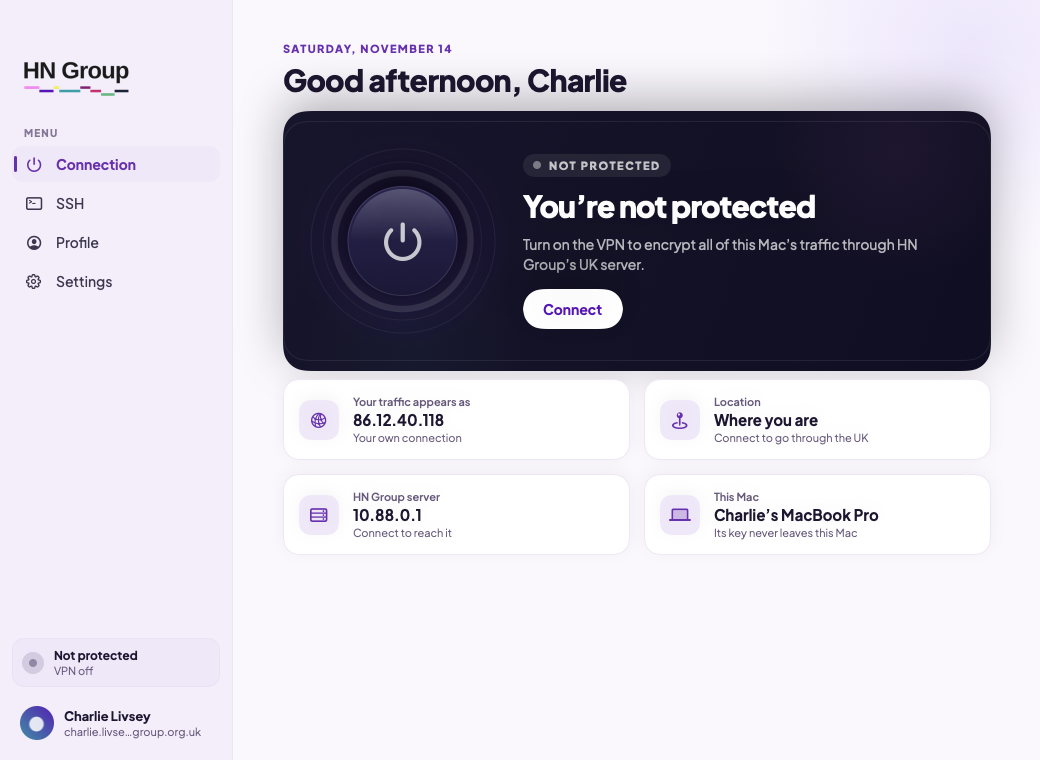 HN Group
MENU
Connection
SSH
Profile
Settings
Not protected
VPN off
Charlie Livsey
charlie.livse…group.org.uk
SATURDAY, NOVEMBER 14
Good afternoon, Charlie
NOT PROTECTED
You’re not protected
Turn on the VPN to encrypt all of this Mac’s traffic through HN
Group’s UK server.
Connect
Your traffic appears as
86.12.40.118
Your own connection
Location
Where you are
Connect to go through the UK
HN Group server
10.88.0.1
Connect to reach it
This Mac
Charlie’s MacBook Pro
Its key never leaves this Mac